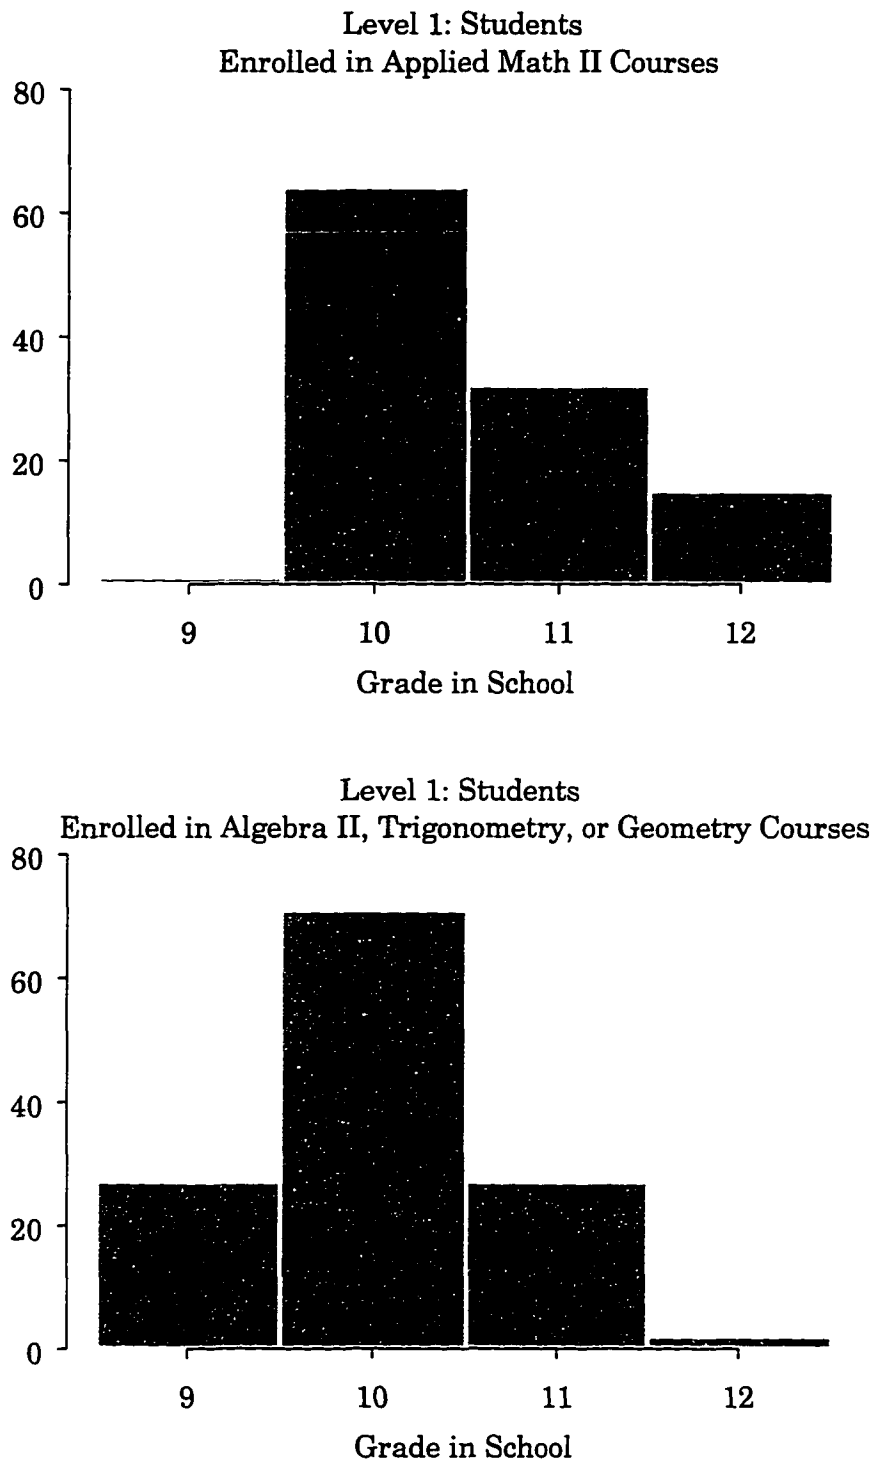 Level 1: Students
Enrolled in Applied Math II Courses
80
60
40
20
0
9 10 11 12
Grade in School
Level 1: Students
Enrolled in Algebra II, Trigonometry, or Geometry Courses
80
60
40
20
0
9 10 11 12
Grade in School